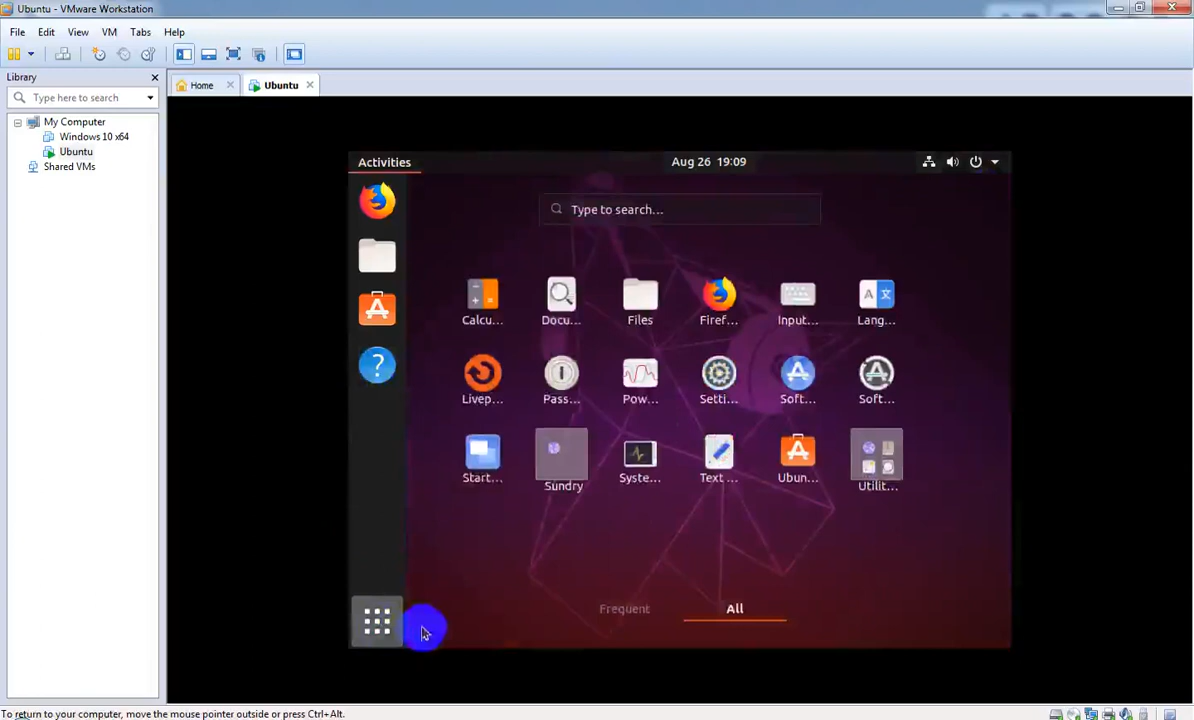 Ubuntu - VMware Workstation
File Edit View VM Tabs Help
Library
Type here to search
My Computer
Windows 10 x64
Ubuntu
Shared VMs
Home
Ubuntu
Activities
Aug 26 19:09
Type to search...
Calcu...
Docu...
Files
Firef...
Input...
Lang...
Livep...
Pass...
Pow...
Setti...
Soft...
Soft...
Start...
Sundry
Syste...
Text ...
Ubun...
Utilit...
Frequent
All
To return to your computer, move the mouse pointer outside or press Ctrl+Alt.